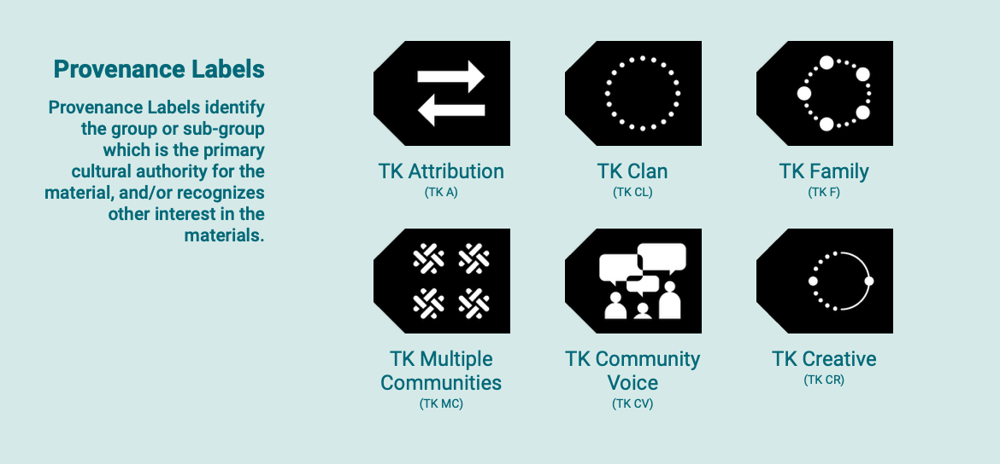 Provenance Labels
Provenance Labels identify
the group or sub-group
which is the primary
cultural authority for the
material, and/or recognizes
other interest in the
materials.
TK Attribution
(TK A)
TK Clan
(TK CL)
TK Family
(TK F)
TK Multiple
Communities
(TK MC)
TK Community
Voice
(TK CV)
TK Creative
(TK CR)